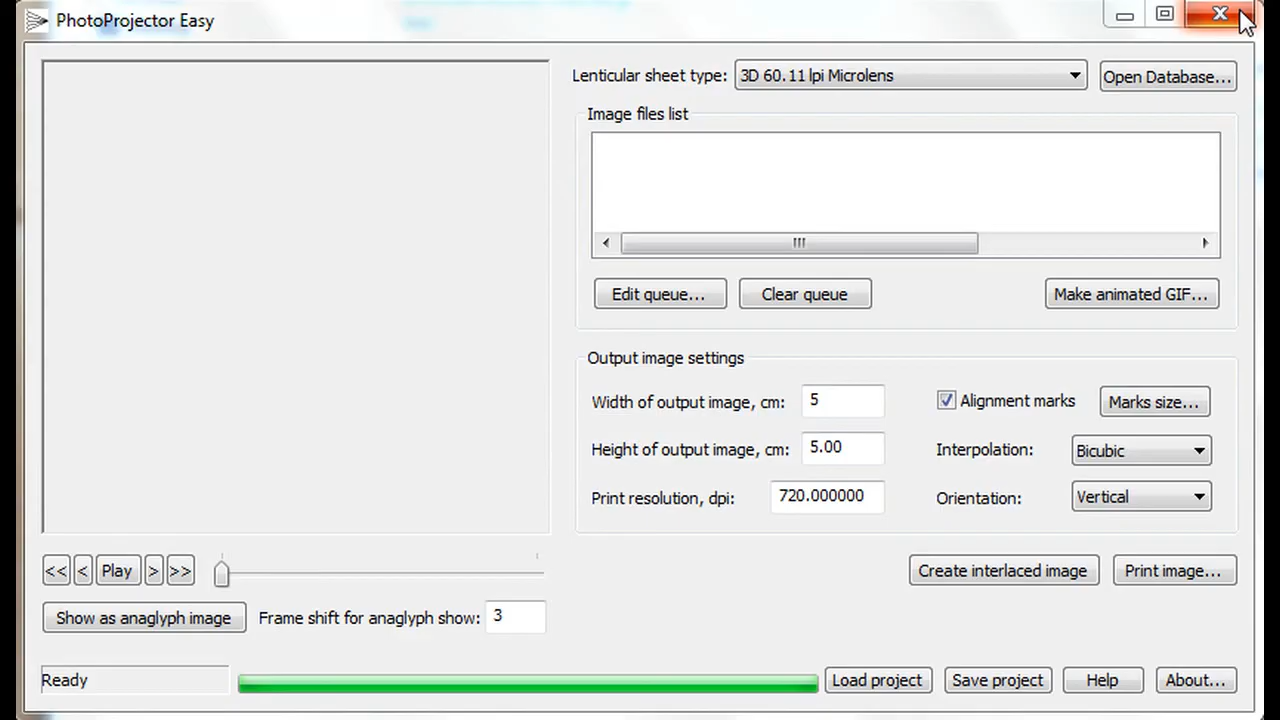 PhotoProjector Easy
Lenticular sheet type: 3D 60.11 lpi Microlens Open Database...
Image files list
Edit queue... Clear queue Make animated GIF...
Output image settings
Width of output image, cm: 5 Alignment marks Marks size...
Height of output image, cm: 5.00 Interpolation: Bicubic
Print resolution, dpi: 720.000000 Orientation: Vertical
<< < Play > >> Create interlaced image Print image...
Show as anaglyph image Frame shift for anaglyph show: 3
Ready Load project Save project Help About...